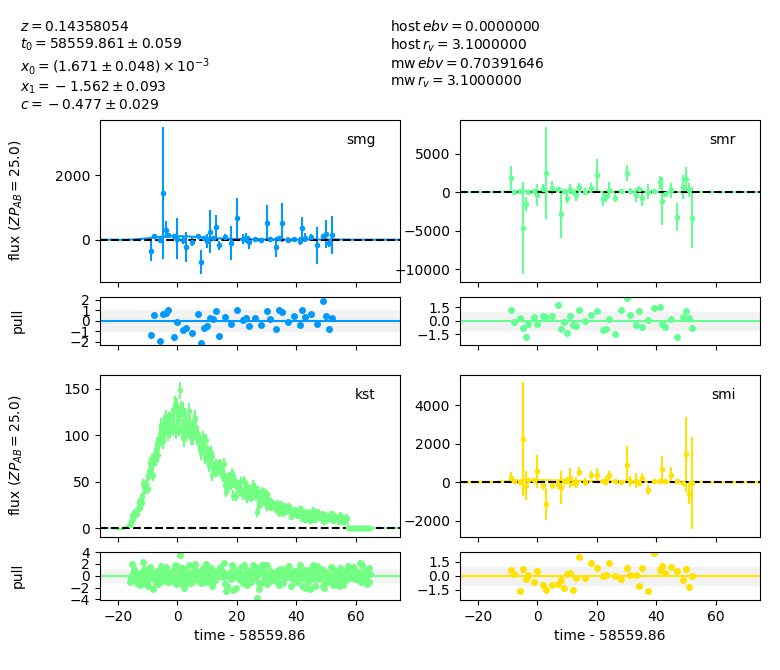 z = 0.14358054
t₀ = 58559.861 ± 0.059
x₀ = (1.671 ± 0.048) × 10⁻³
x₁ = −1.562 ± 0.093
c = −0.477 ± 0.029
host ebv = 0.0000000
host r_v = 3.1000000
mw ebv = 0.70391646
mw r_v = 3.1000000
smg
flux (ZP_AB = 25.0)
2000
0
smr
5000
0
−5000
−10000
pull
2
1
0
−1
−2
1.5
0.0
−1.5
kst
flux (ZP_AB = 25.0)
150
100
50
0
smi
4000
2000
0
−2000
pull
4
2
0
−2
−4
1.5
0.0
−1.5
−20 0 20 40 60
−20 0 20 40 60
time - 58559.86
time - 58559.86